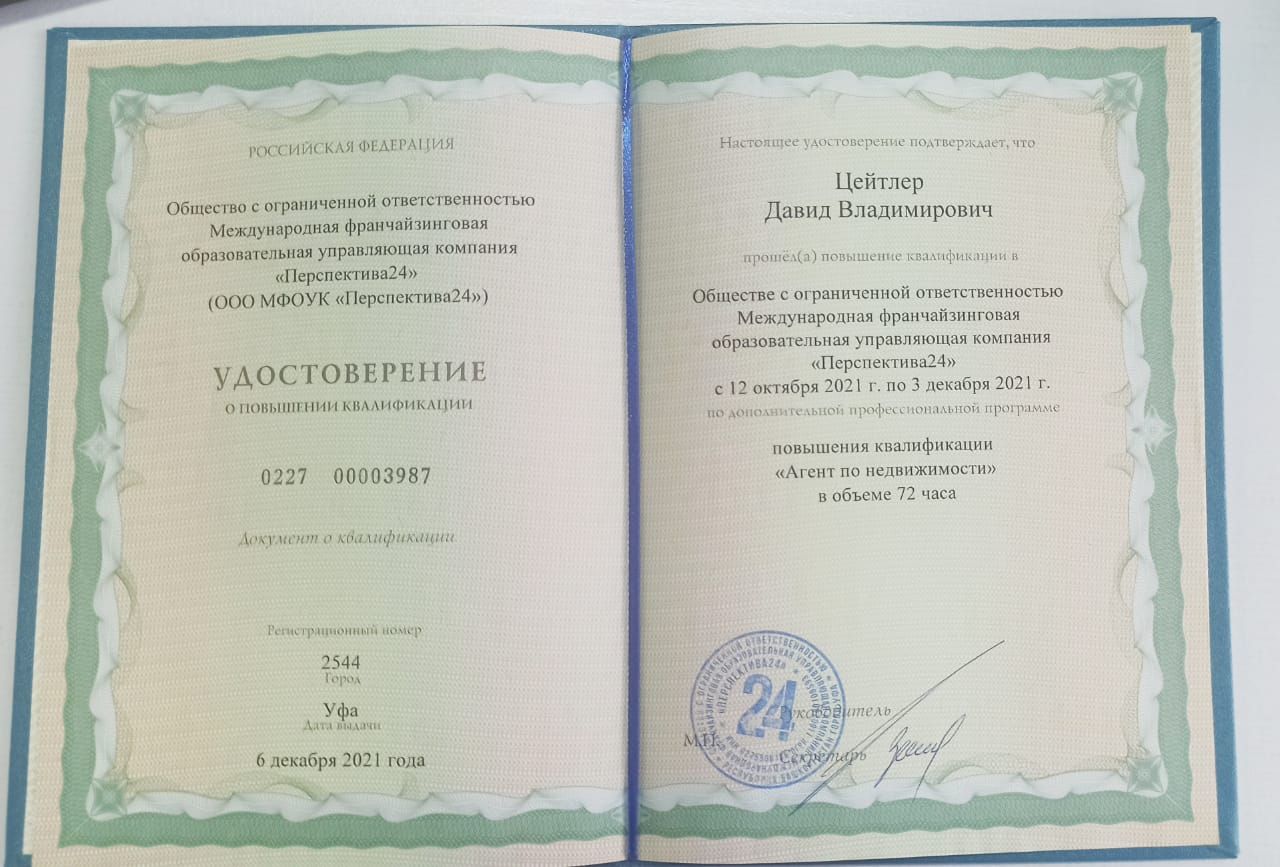 РОССИЙСКАЯ ФЕДЕРАЦИЯ
Общество с ограниченной ответственностью
Международная франчайзинговая
образовательная управляющая компания
«Перспектива24»
(ООО МФОУК «Перспектива24»)
УДОСТОВЕРЕНИЕ
О ПОВЫШЕНИИ КВАЛИФИКАЦИИ
0227 00003987
Документ о квалификации
Регистрационный номер
2544
Город
Уфа
Дата выдачи
6 декабря 2021 года
Настоящее удостоверение подтверждает, что
Цейтлер
Давид Владимирович
прошёл(а) повышение квалификации в
Обществе с ограниченной ответственностью
Международная франчайзинговая
образовательная управляющая компания
«Перспектива24»
с 12 октября 2021 г. по 3 декабря 2021 г.
по дополнительной профессиональной программе
повышения квалификации
«Агент по недвижимости»
в объеме 72 часа
«ПЕРСПЕКТИВА24»
24
Руководитель
М.П.
Секретарь